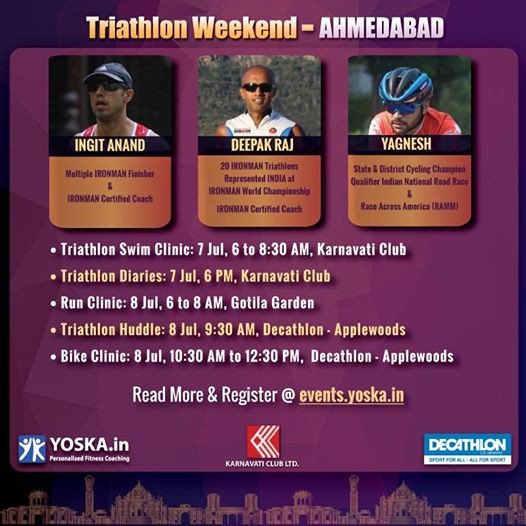 Triathlon Weekend - AHMEDABAD
INGIT ANAND
Multiple IRONMAN Finisher
&
IRONMAN Certified Coach
DEEPAK RAJ
20 IRONMAN Triathlons
Represented INDIA at
IRONMAN World Championship
IRONMAN Certified Coach
YAGNESH
State & District Cycling Champion
Qualifier Indian National Road Race
&
Race Across America (RAMM)
• Triathlon Swim Clinic: 7 Jul, 6 to 8:30 AM, Karnavati Club
• Triathlon Diaries: 7 Jul, 6 PM, Karnavati Club
• Run Clinic: 8 Jul, 6 to 8 AM, Gotila Garden
• Triathlon Huddle: 8 Jul, 9:30 AM, Decathlon - Applewoods
• Bike Clinic: 8 Jul, 10:30 AM to 12:30 PM, Decathlon - Applewoods
Read More & Register @ events.yoska.in
YOSKA.in
Personalised Fitness Coaching
KARNAVATI CLUB LTD.
DECATHLON
SPORT FOR ALL - ALL FOR SPORT